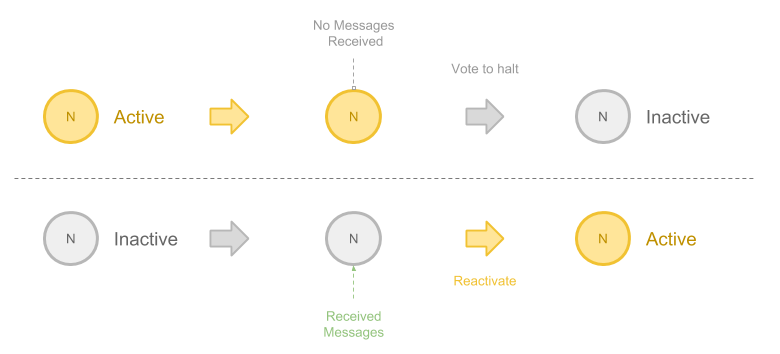 No Messages
Received
Vote to halt
N Active N N Inactive
N Inactive N N Active
Reactivate
Received
Messages